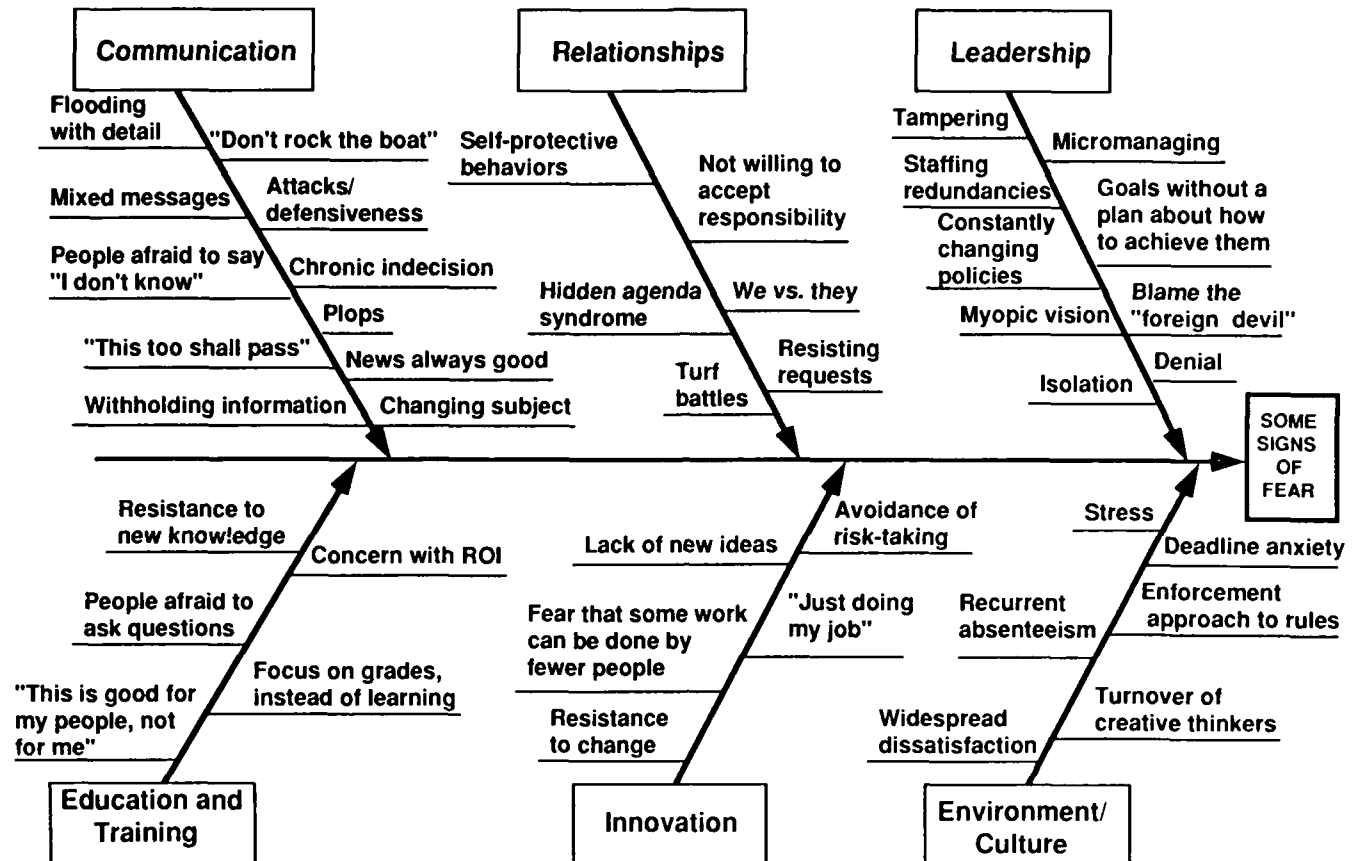 Communication
Flooding
with detail
"Don't rock the boat"
Mixed messages
Attacks/
defensiveness
People afraid to say
"I don't know"
Chronic indecision
Plops
"This too shall pass"
News always good
Withholding information
Changing subject
Relationships
Self-protective
behaviors
Not willing to
accept
responsibility
Hidden agenda
syndrome
We vs. they
Turf
battles
Resisting
requests
Leadership
Tampering
Micromanaging
Staffing
redundancies
Goals without a
plan about how
to achieve them
Constantly
changing
policies
Myopic vision
Blame the
"foreign devil"
Isolation
Denial
SOME
SIGNS
OF
FEAR
Resistance to
new knowledge
Concern with ROI
People afraid to
ask questions
Focus on grades,
instead of learning
"This is good for
my people, not
for me"
Education and
Training
Avoidance of
risk-taking
Lack of new ideas
Fear that some work
can be done by
fewer people
"Just doing
my job"
Resistance
to change
Innovation
Stress
Deadline anxiety
Recurrent
absenteeism
Enforcement
approach to rules
Widespread
dissatisfaction
Turnover of
creative thinkers
Environment/
Culture